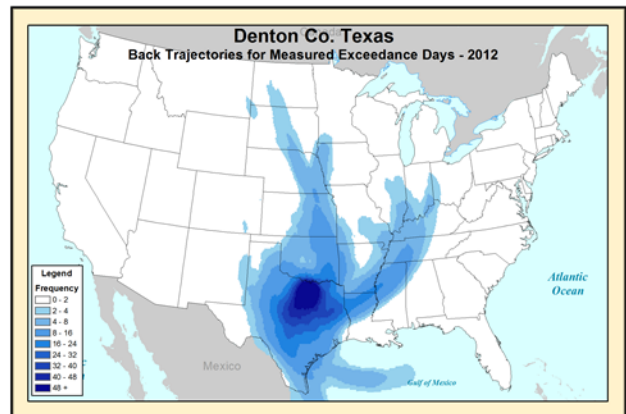 Denton Co. Texas
Back Trajectories for Measured Exceedance Days - 2012
Canada
Atlantic
Ocean
Legend
Frequency
0 - 2
2 - 4
4 - 8
8 - 16
16 - 24
24 - 32
32 - 40
40 - 48
48 +
Mexico
Gulf of Mexico